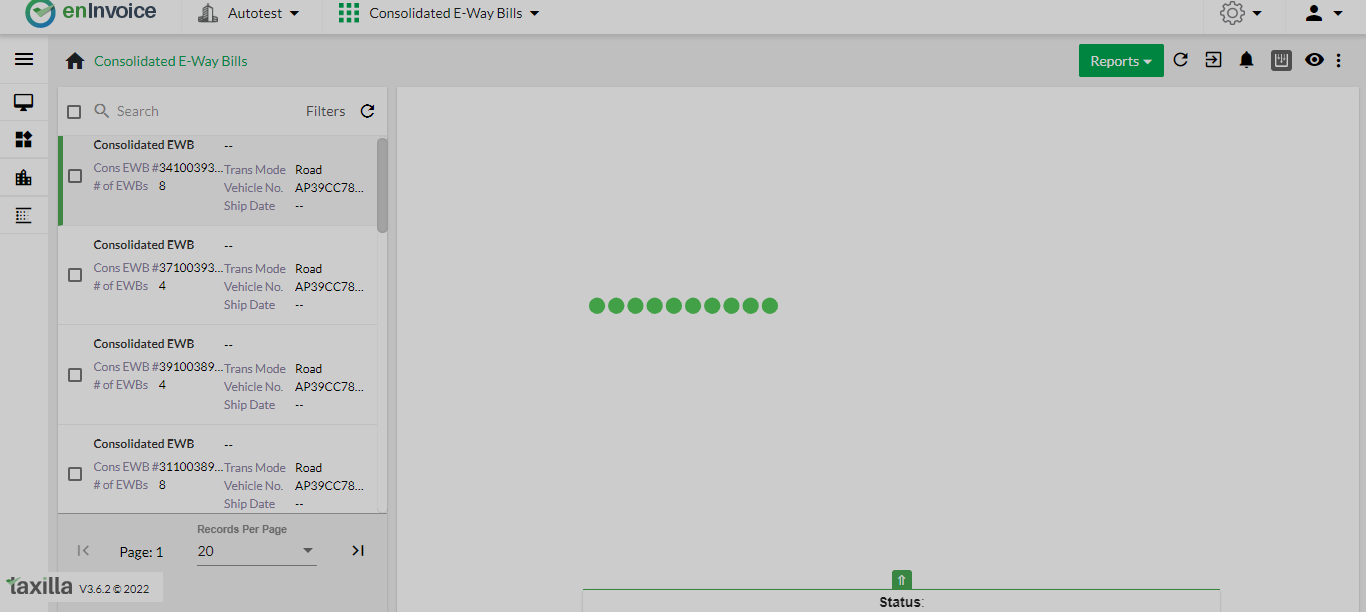 enInvoice Autotest Consolidated E-Way Bills
Consolidated E-Way Bills Reports
Search Filters
Consolidated EWB --
Cons EWB #34100393... Trans Mode Road
# of EWBs 8 Vehicle No. AP39CC78...
Ship Date --
Consolidated EWB --
Cons EWB #37100393... Trans Mode Road
# of EWBs 4 Vehicle No. AP39CC78...
Ship Date --
Consolidated EWB --
Cons EWB #39100389... Trans Mode Road
# of EWBs 4 Vehicle No. AP39CC78...
Ship Date --
Consolidated EWB --
Cons EWB #31100389... Trans Mode Road
# of EWBs 8 Vehicle No. AP39CC78...
Ship Date --
Records Per Page
Page: 1 20
taxilla V3.6.2 © 2022
Status: